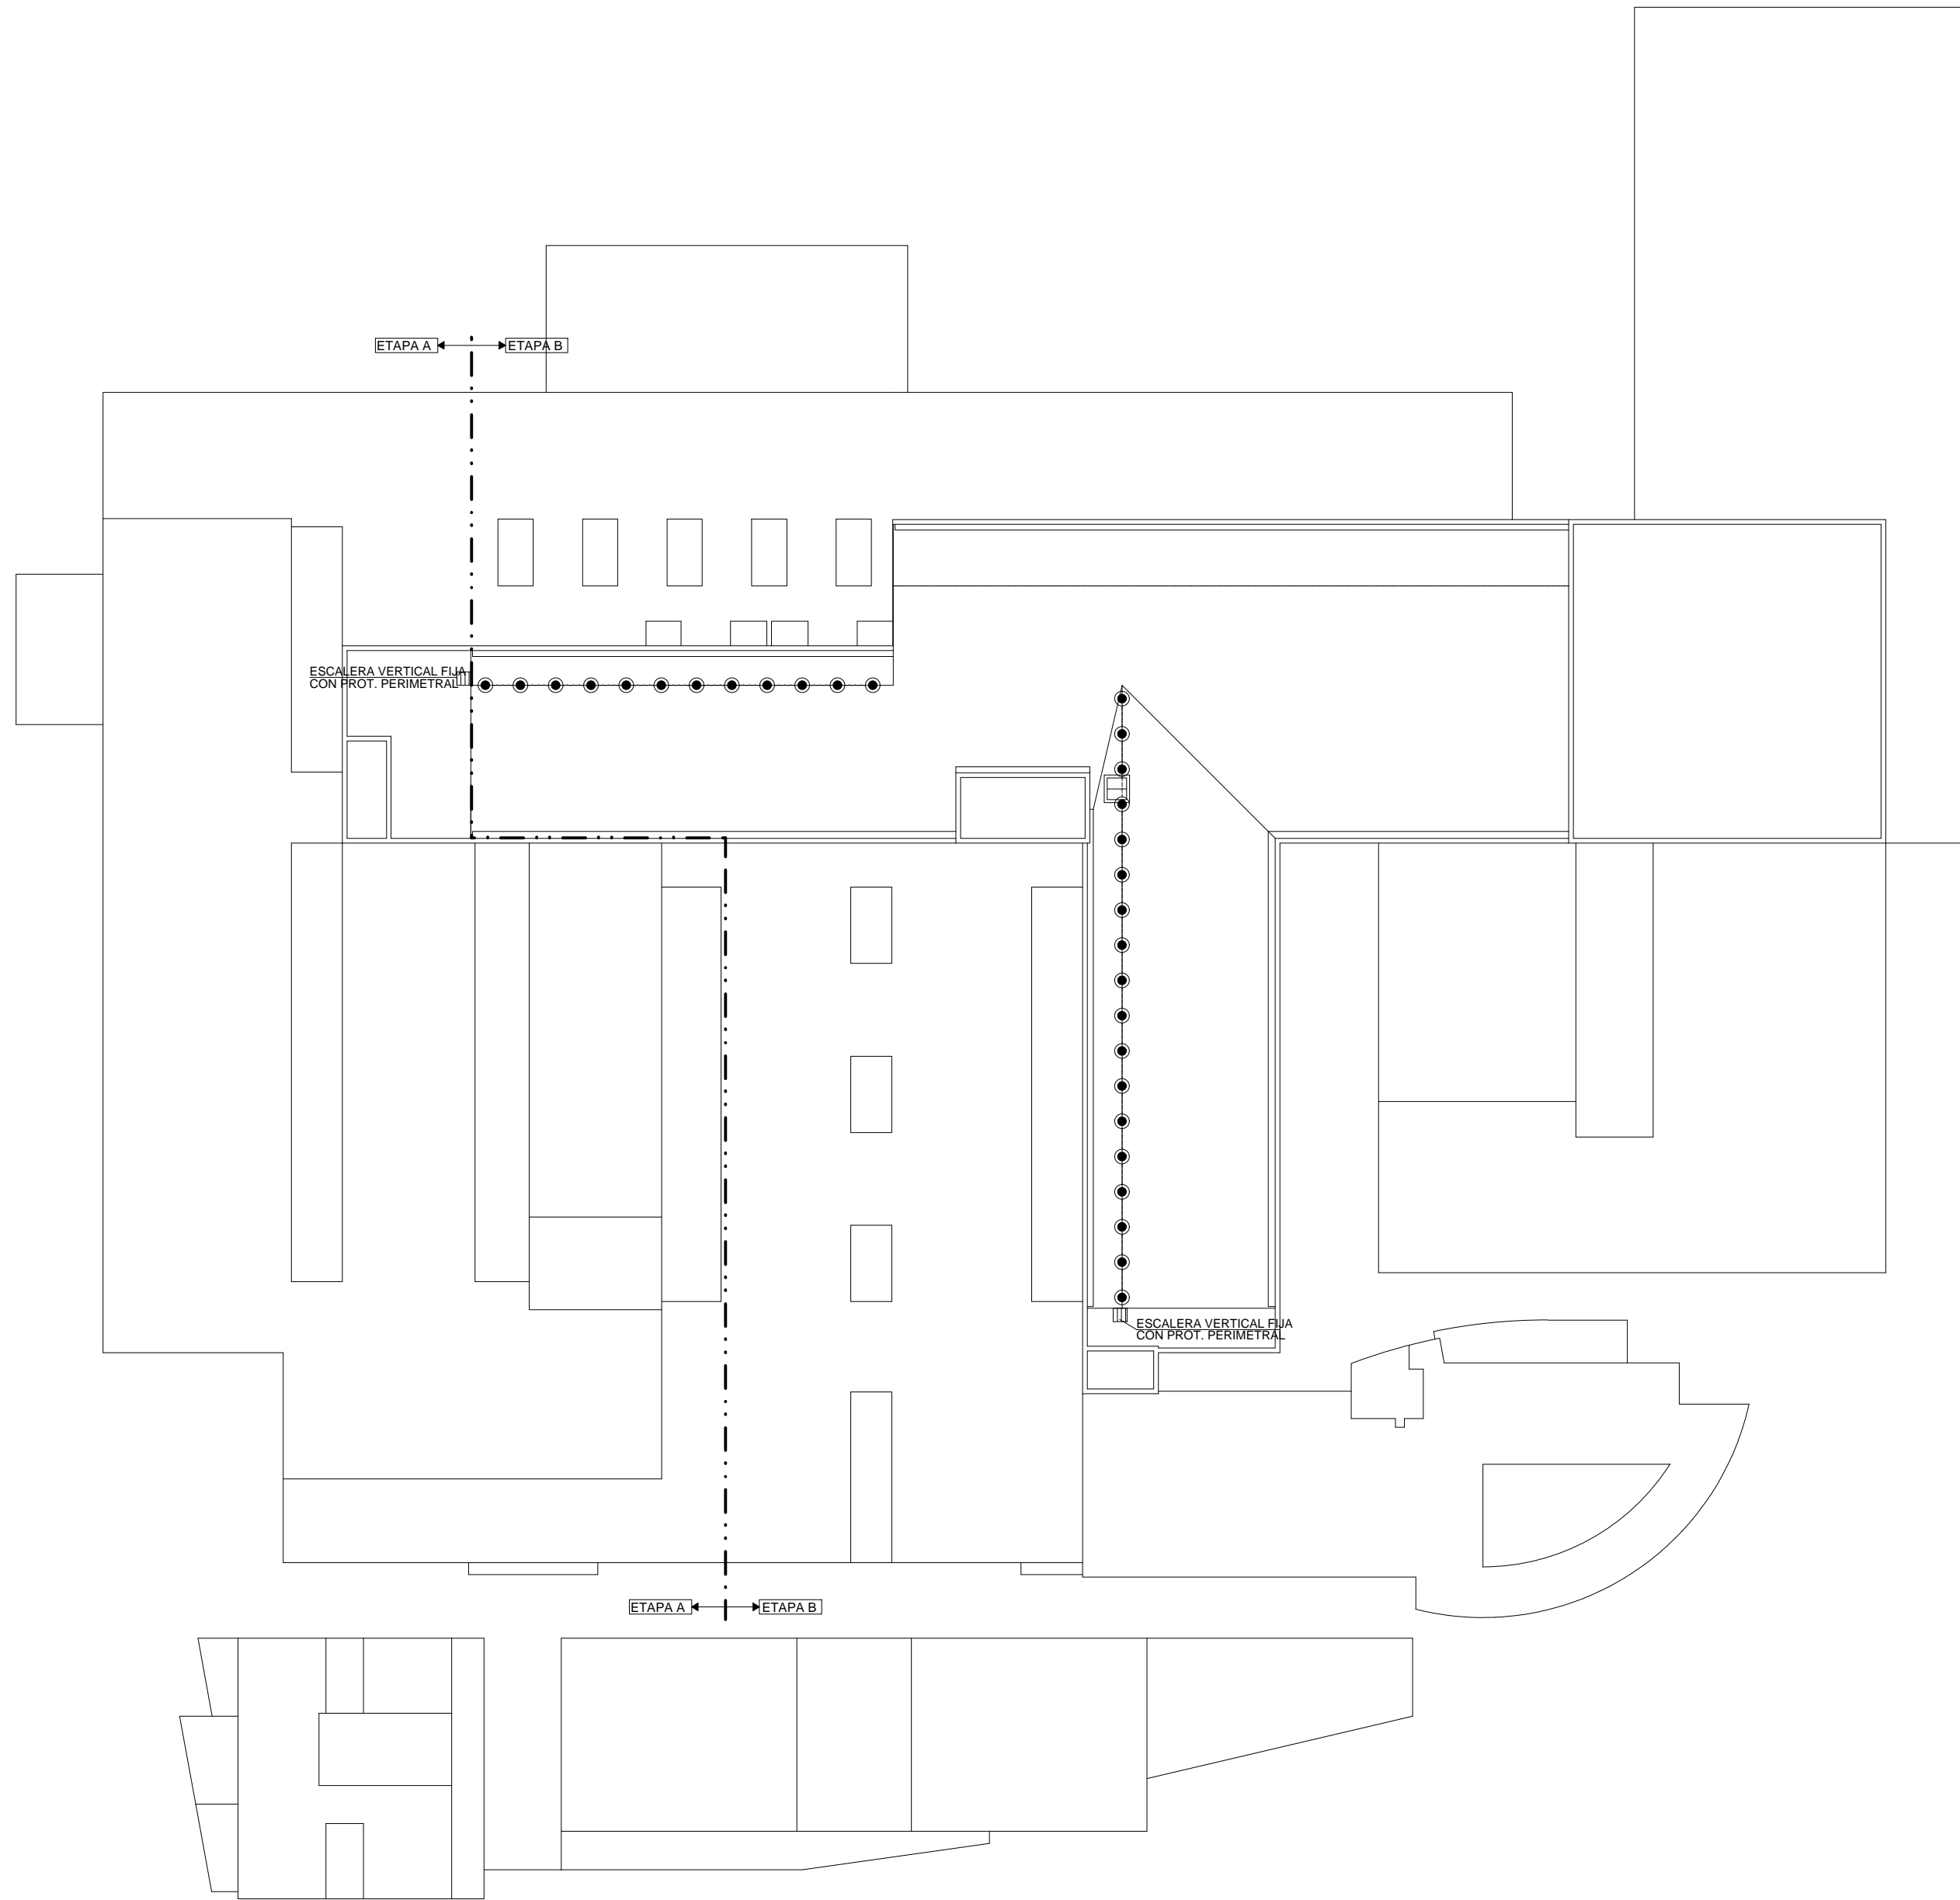 ETAPA A
ETAPA B
ESCALERA VERTICAL FIJA
CON PROT. PERIMETRAL
ESCALERA VERTICAL FIJA
CON PROT. PERIMETRAL
ETAPA A
ETAPA B